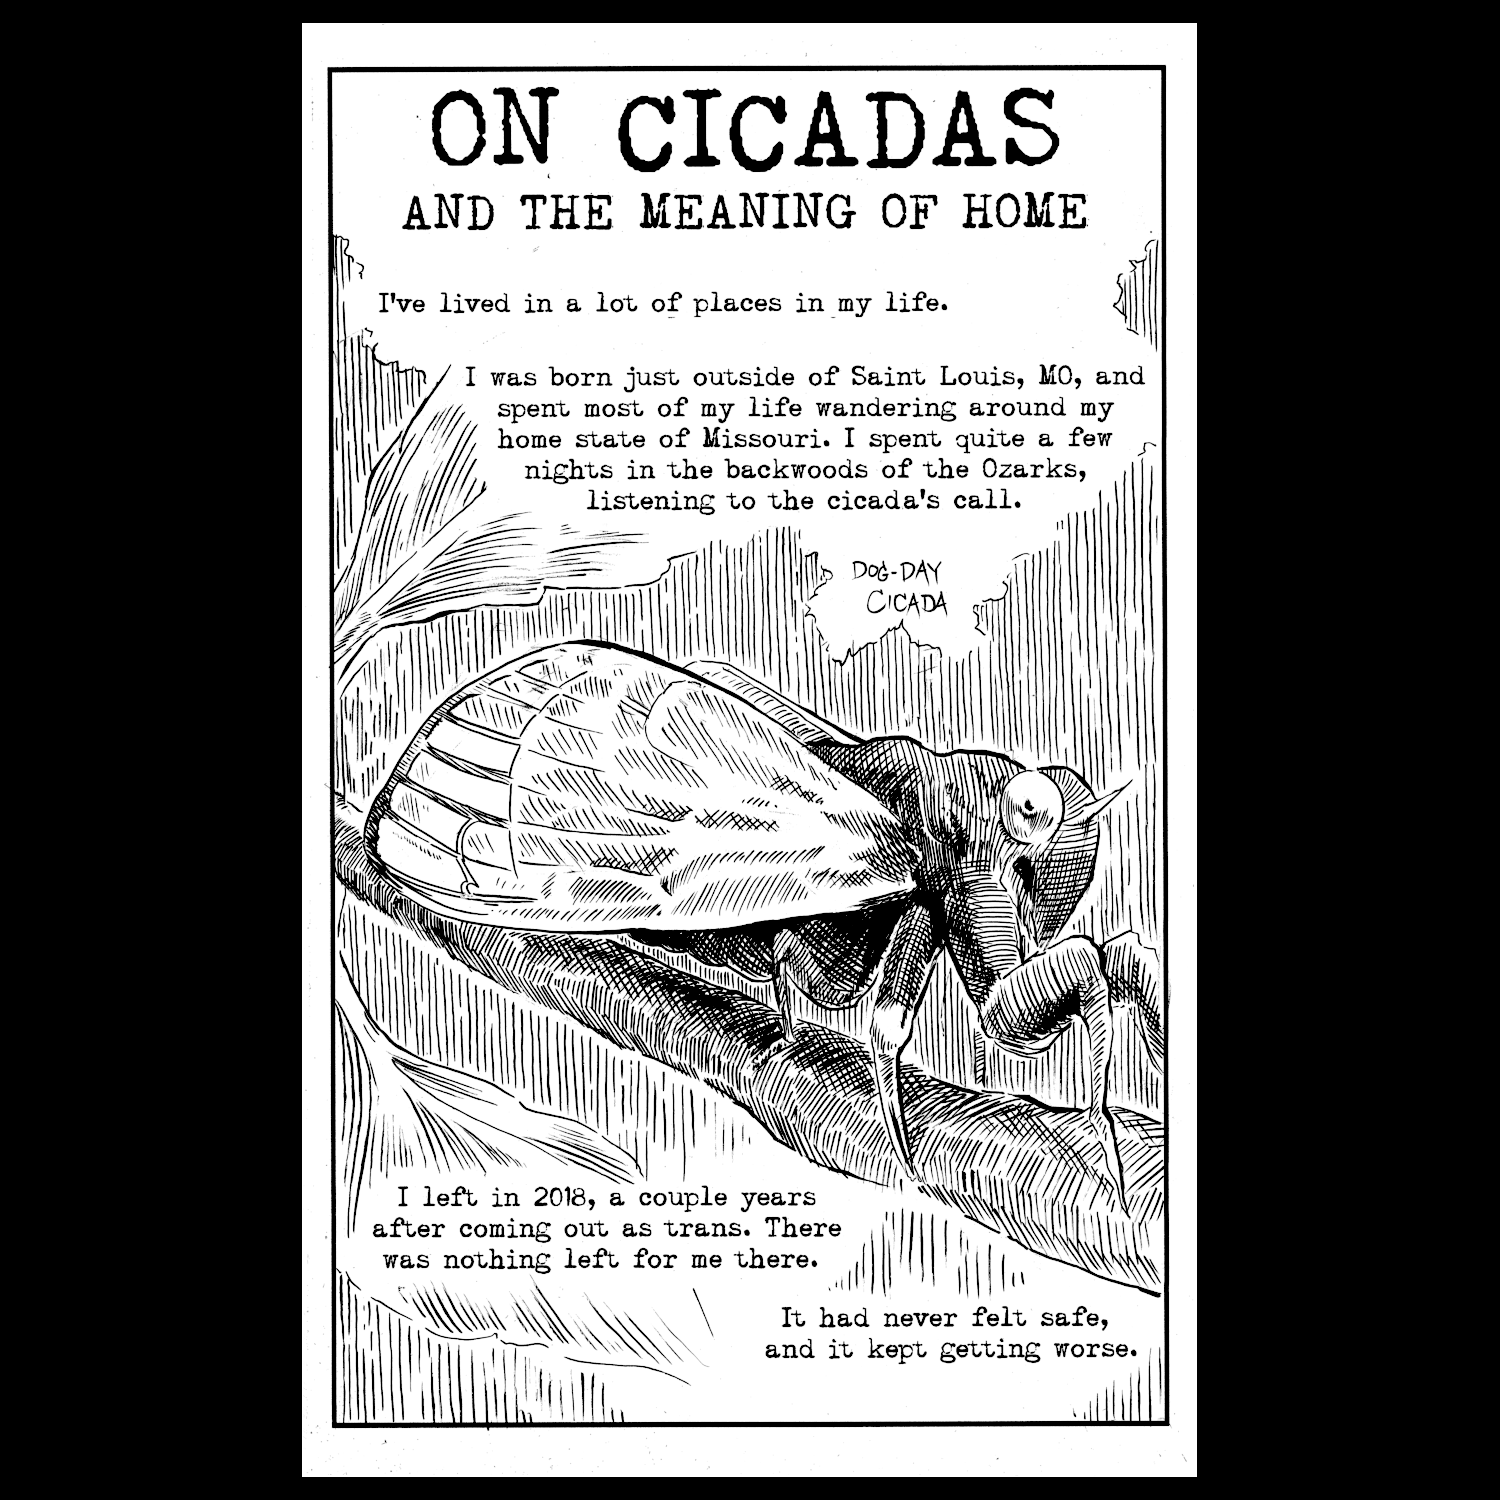 ON CICADAS
AND THE MEANING OF HOME
I've lived in a lot of places in my life.
I was born just outside of Saint Louis, MO, and
spent most of my life wandering around my
home state of Missouri. I spent quite a few
nights in the backwoods of the Ozarks,
listening to the cicada's call.
DOG-DAY
CICADA
I left in 2018, a couple years
after coming out as trans. There
was nothing left for me there.
It had never felt safe,
and it kept getting worse.